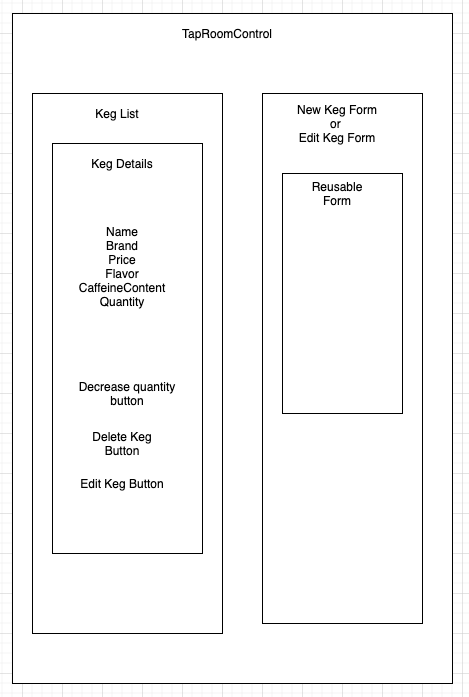 TapRoomControl
Keg List
Keg Details
Name
Brand
Price
Flavor
CaffeineContent
Quantity
Decrease quantity
button
Delete Keg
Button
Edit Keg Button
New Keg Form
or
Edit Keg Form
Reusable
Form